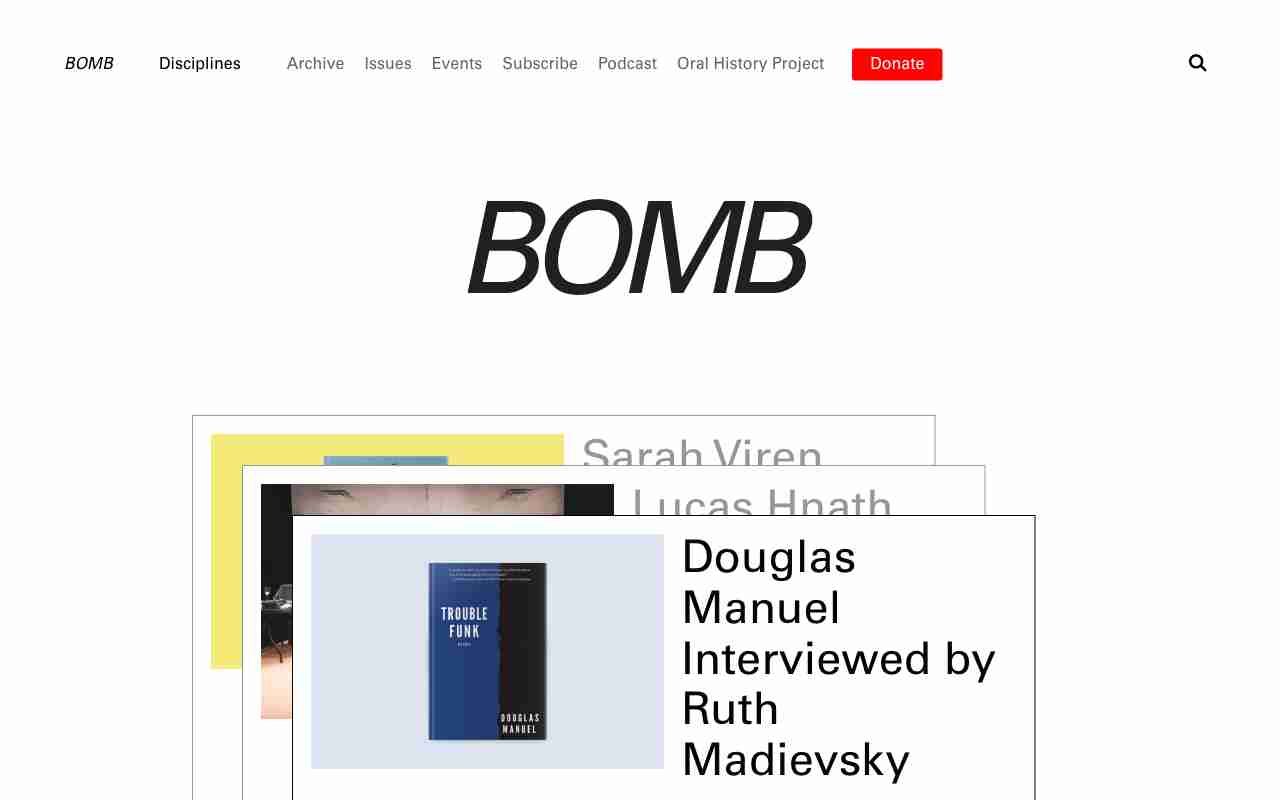 BOMB Disciplines Archive Issues Events Subscribe Podcast Oral History Project Donate
BOMB
Sarah Viren
Lucas Hnath
Douglas
Manuel
Interviewed by
Ruth
Madievsky
TROUBLE
FUNK
DOUGLAS
MANUEL